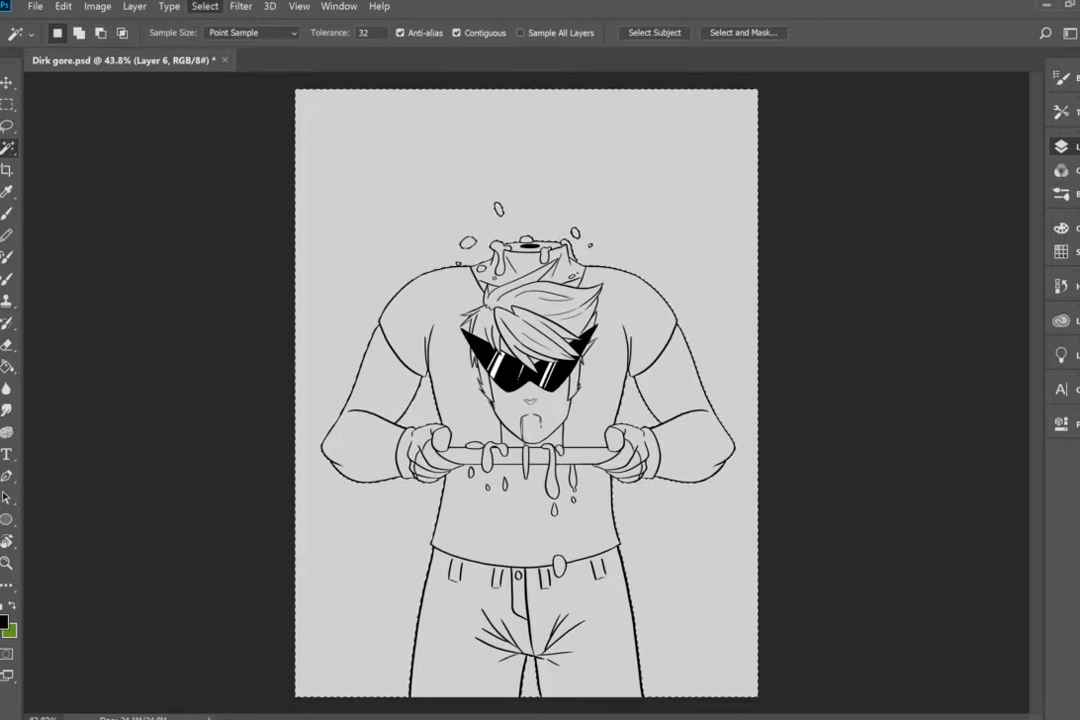 Ps File Edit Image Layer Type Select Filter 3D View Window Help
Sample Size: Point Sample Tolerance: 32 Anti-alias Contiguous Sample All Layers Select Subject Select and Mask...
Dirk gore.psd @ 43.8% (Layer 6, RGB/8#) * ×